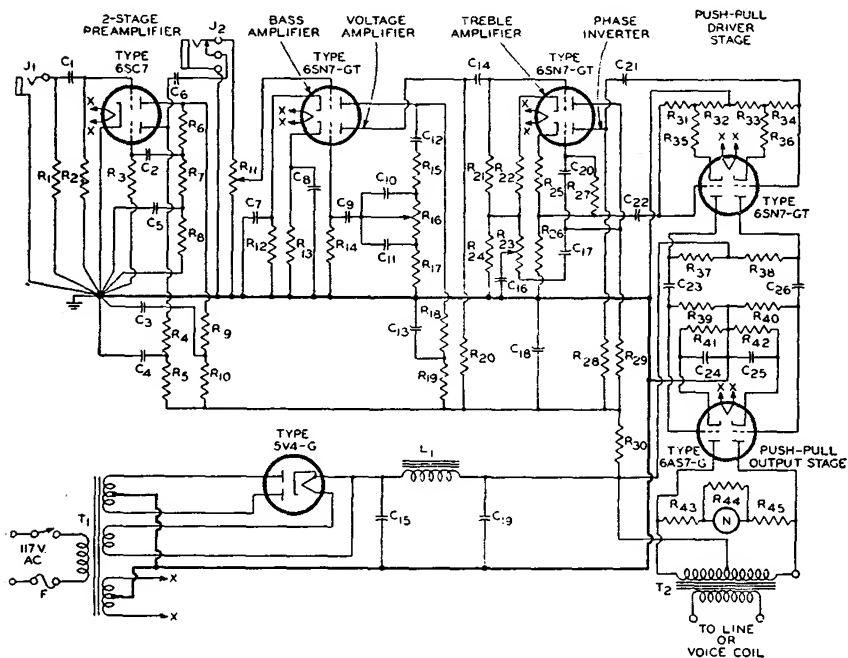 2-STAGE
PREAMPLIFIER
TYPE
6SC7
J2
BASS
AMPLIFIER
VOLTAGE
AMPLIFIER
TYPE
6SN7-GT
TREBLE
AMPLIFIER
PHASE
INVERTER
TYPE
6SN7-GT
PUSH-PULL
DRIVER
STAGE
J1
C1
C6
C14
C21
X
X
X
X
X
X
X X
R1
R2
R3
C2
C5
R6
R7
R8
R11
C7
R12
C8
R13
C9
R14
C10
C11
C12
R15
R16
R17
R21
R22
R23
R24
R25
R26
C20
R27
C17
C16
C22
R31
R32
R33
R34
R35
R36
TYPE
6SN7-GT
R37
R38
C23
C26
R39
R40
R41
R42
C24
C25
X X
C3
R4
R9
C4
R5
R10
C13
R18
R19
R20
C18
R28
R29
R30
TYPE
6AS7-G
PUSH-PULL
OUTPUT STAGE
TYPE
5V4-G
L1
R44
R43
N
R45
T1
117 V.
AC
F
C15
C19
X
X
T2
TO LINE
OR
VOICE COIL